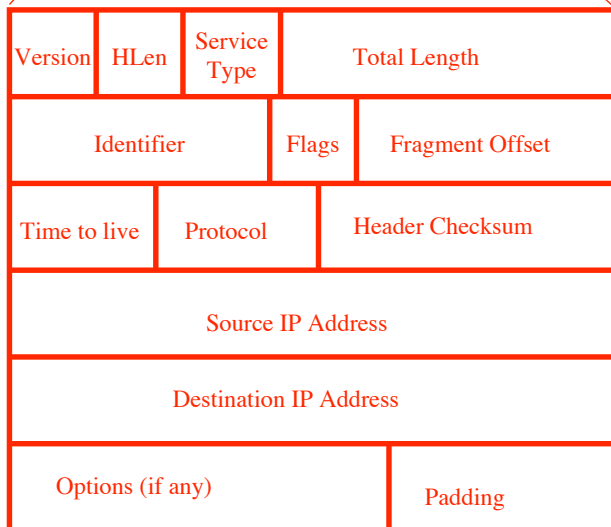 Version HLen Service Type Total Length
Identifier Flags Fragment Offset
Time to live Protocol Header Checksum
Source IP Address
Destination IP Address
Options (if any) Padding